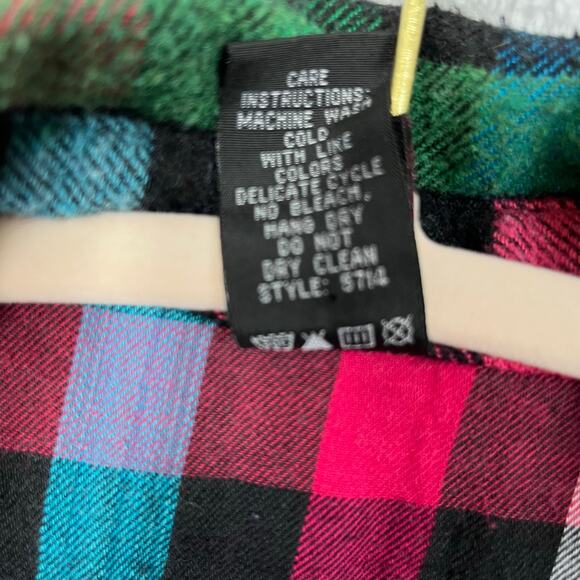 CARE
INSTRUCTIONS:
MACHINE WASH
COLD
WITH LIKE
COLORS
DELICATE CYCLE
NO BLEACH.
HANG DRY
DO NOT
DRY CLEAN
STYLE: 5714